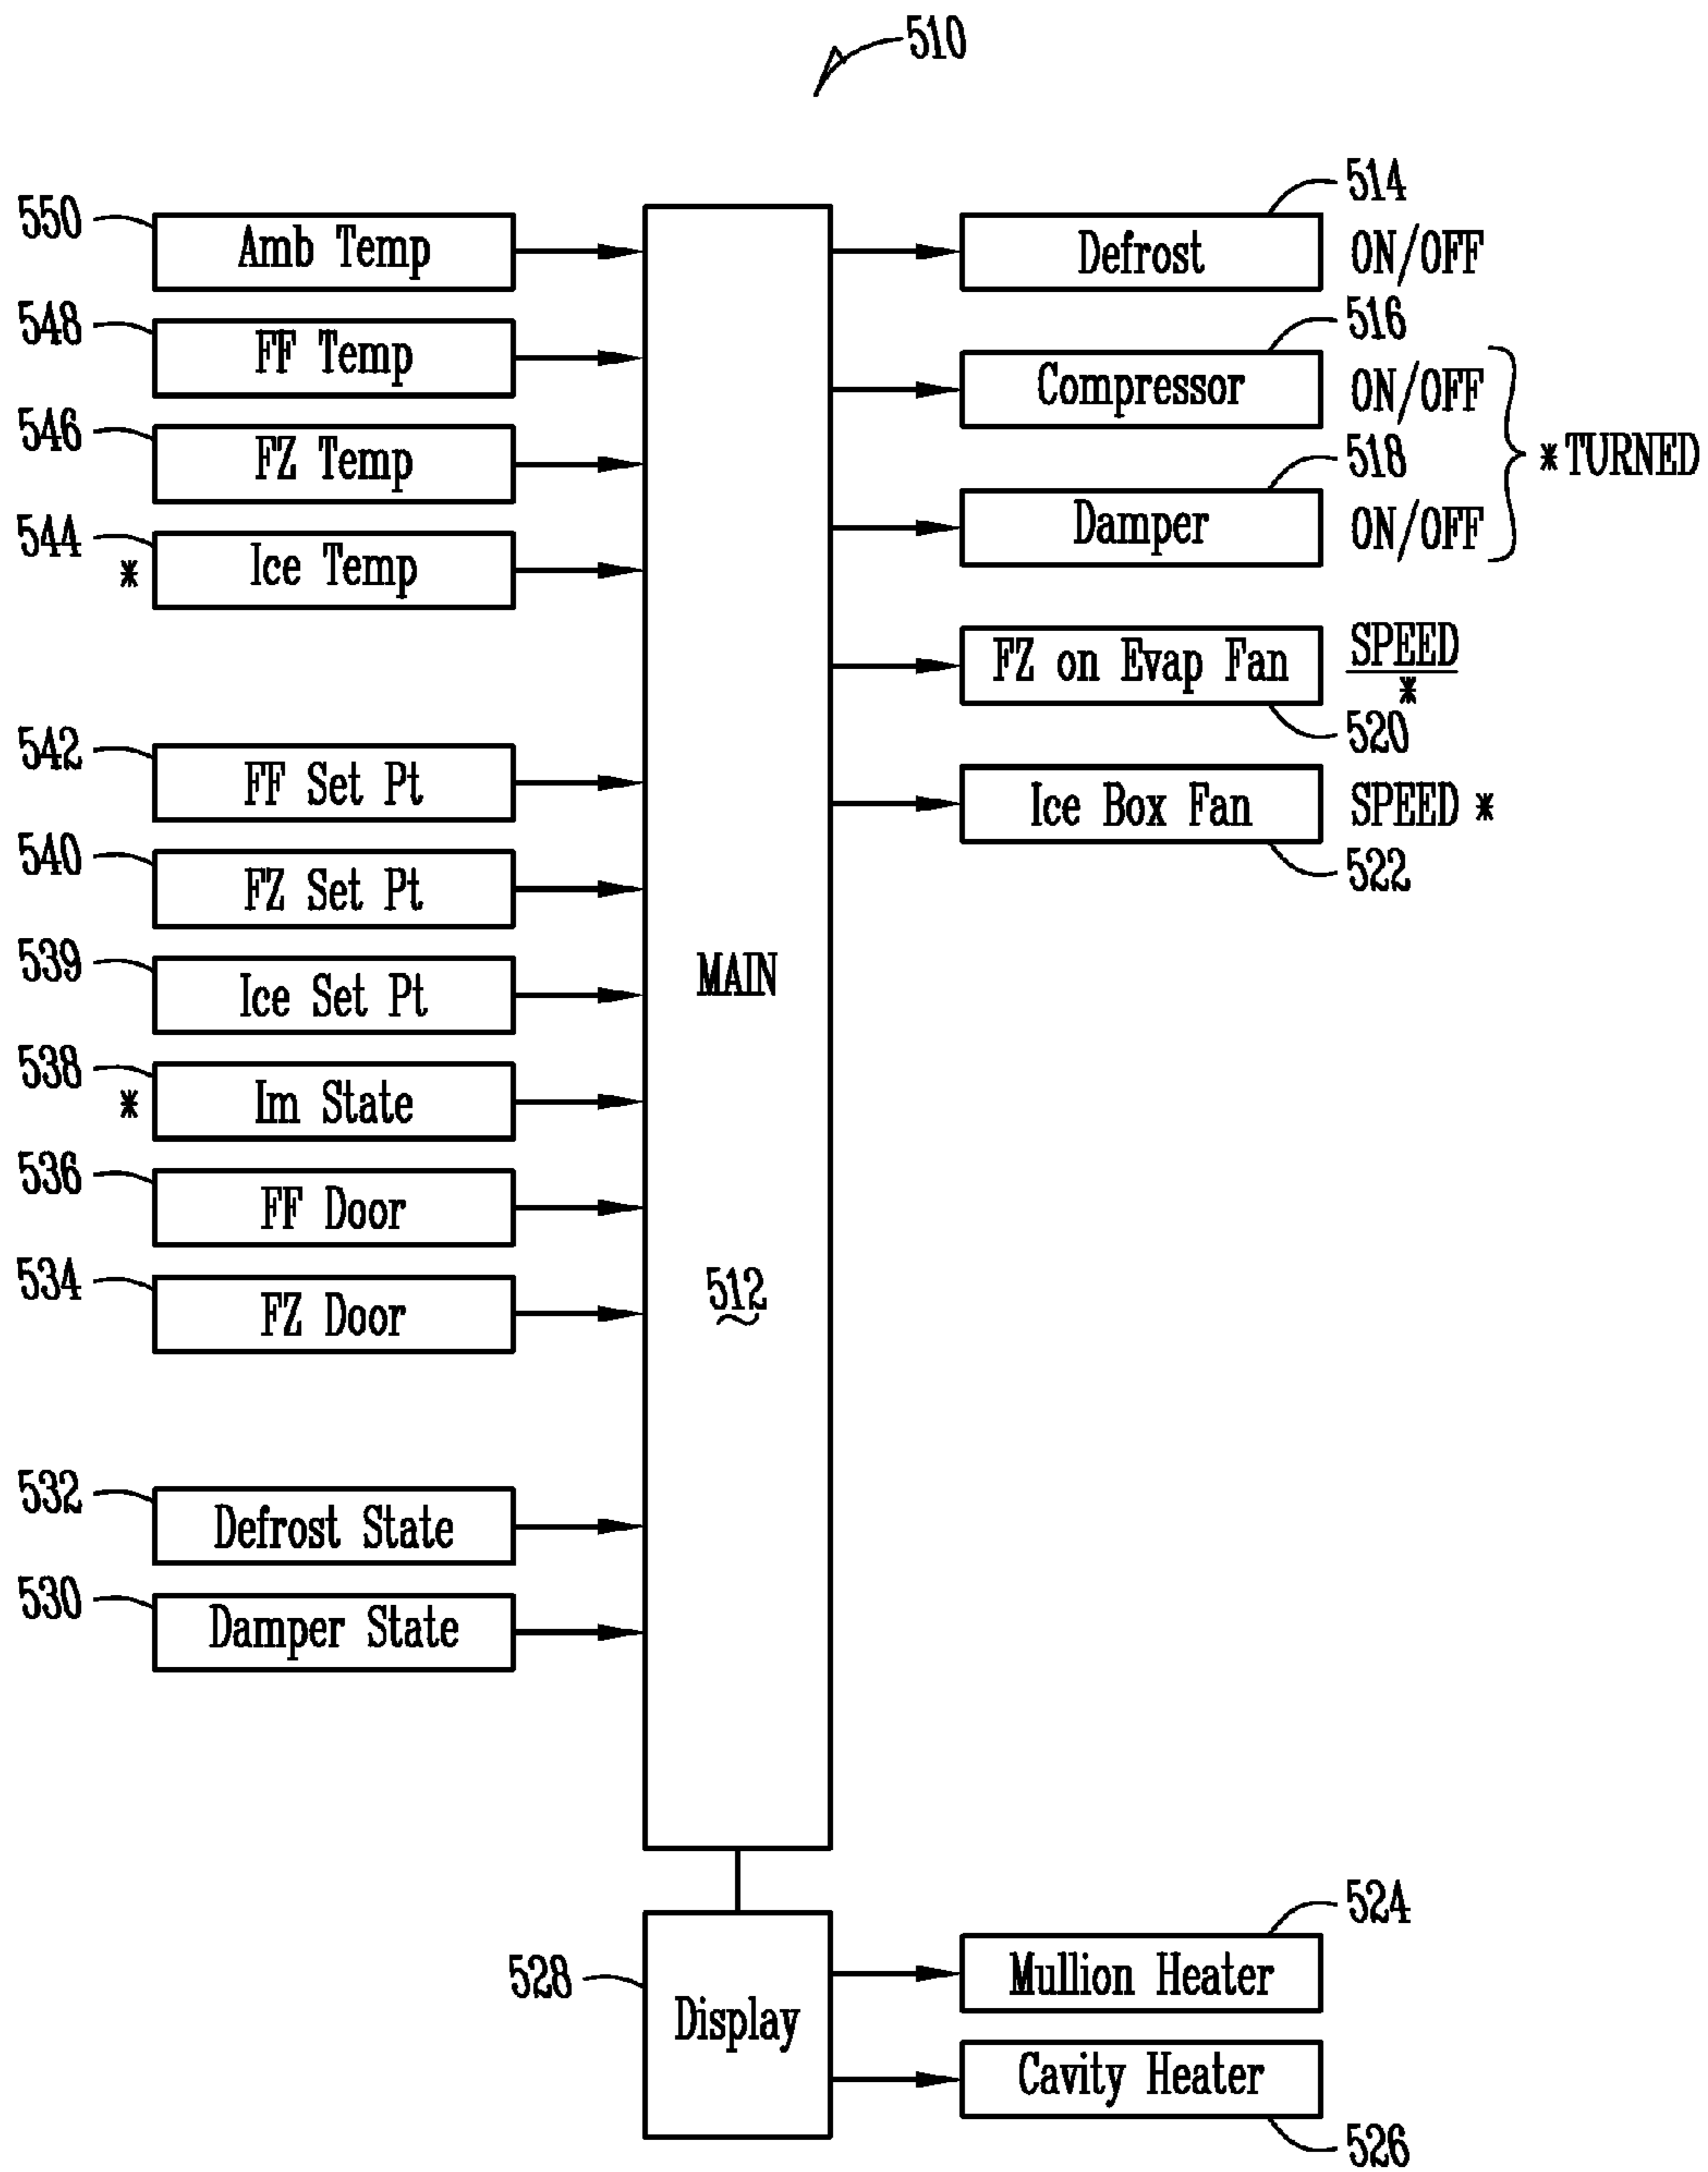 510
550
Amb Temp
548
FF Temp
546
FZ Temp
544
* Ice Temp
542
FF Set Pt
540
FZ Set Pt
539
Ice Set Pt
538
* Im State
536
FF Door
534
FZ Door
532
Defrost State
530
Damper State
MAIN
512
514
Defrost ON/OFF
516
Compressor ON/OFF
518
Damper ON/OFF
* TURNED
FZ on Evap Fan SPEED
*
520
Ice Box Fan SPEED *
522
528
Display
524
Mullion Heater
Cavity Heater
526